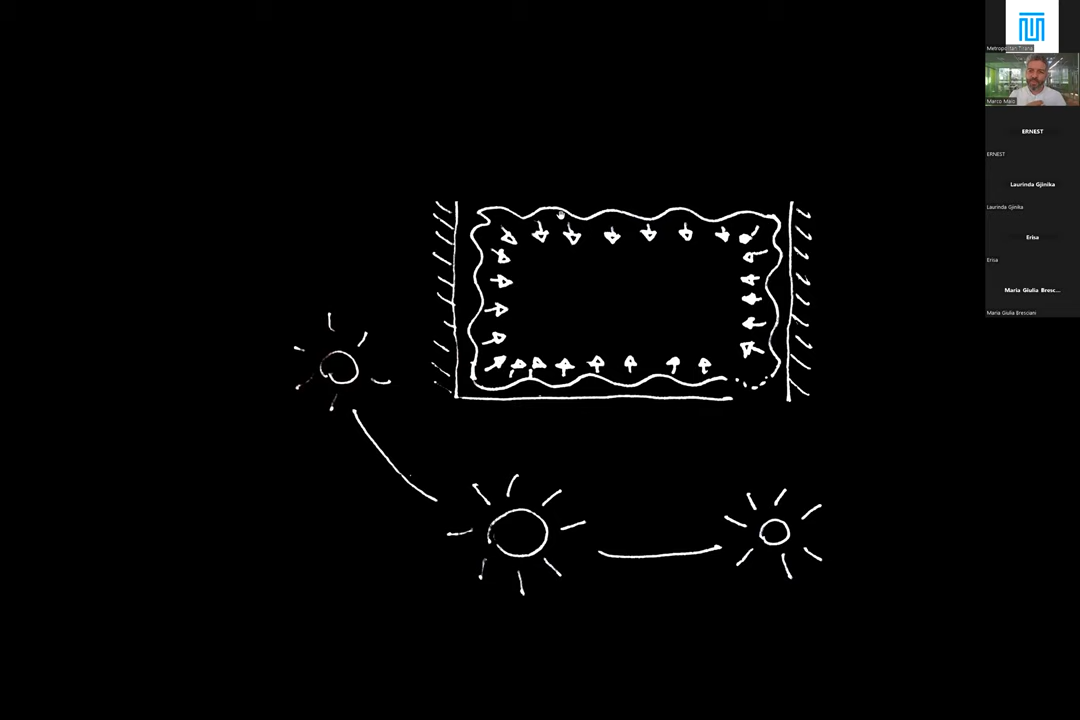 Metropolitan Tirana
Marco Malo
ERNEST
ERNEST
Laurinda Gjinika
Laurinda Gjinika
Erisa
Erisa
Maria Giulia Bresc...
Maria Giulia Bresciani